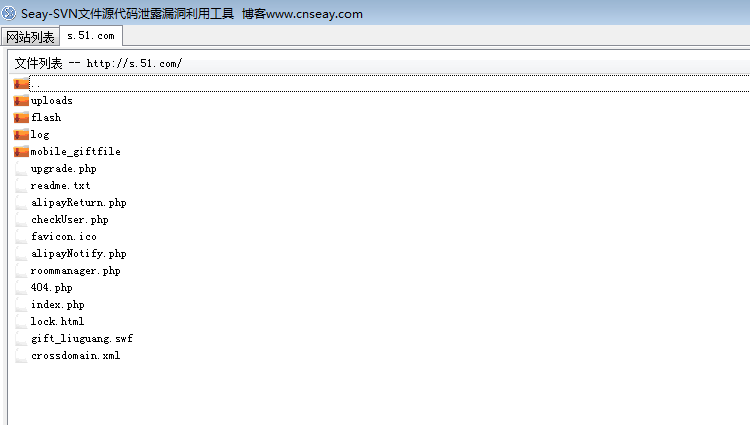 Seay-SVN文件源代码泄露漏洞利用工具 博客www.cnseay.com
网站列表 s.51.com
文件列表 -- http://s.51.com/
..
uploads
flash
log
mobile_giftfile
upgrade.php
readme.txt
alipayReturn.php
checkUser.php
favicon.ico
alipayNotify.php
roommanager.php
404.php
index.php
lock.html
gift_liuguang.swf
crossdomain.xml